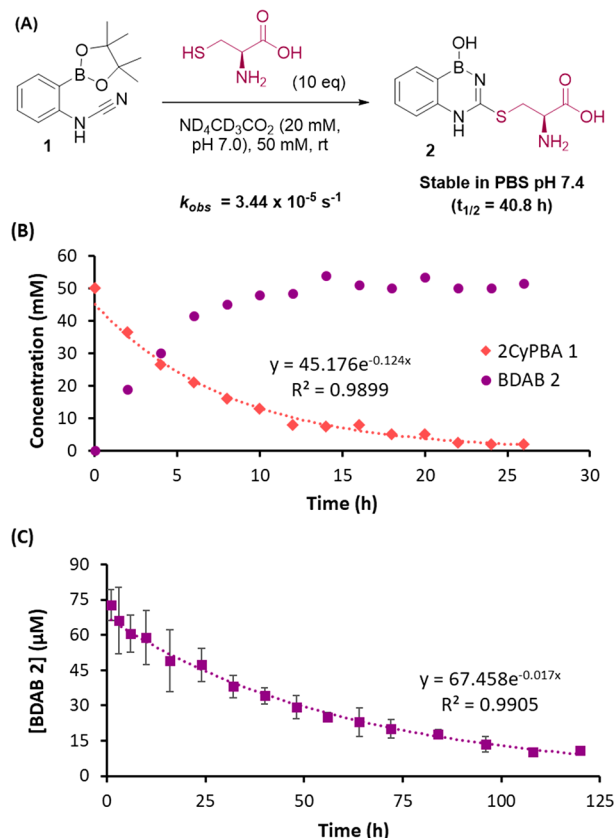 (A)
O
O
B
N
H
N
1
HS
O
OH
NH₂
(10 eq)
ND₄CD₃CO₂ (20 mM,
pH 7.0), 50 mM, rt
k_obs = 3.44 x 10⁻⁵ s⁻¹
OH
B
N
N
H
S
O
OH
NH₂
2
Stable in PBS pH 7.4
(t₁/₂ = 40.8 h)
(B)
Concentration (mM)
60
50
40
30
20
10
0
y = 45.176e⁻⁰·¹²⁴ˣ
R² = 0.9899
2CyPBA 1
BDAB 2
0 5 10 15 20 25 30
Time (h)
(C)
[BDAB 2] (µM)
90
75
60
45
30
15
0
y = 67.458e⁻⁰·⁰¹⁷ˣ
R² = 0.9905
0 25 50 75 100 125
Time (h)